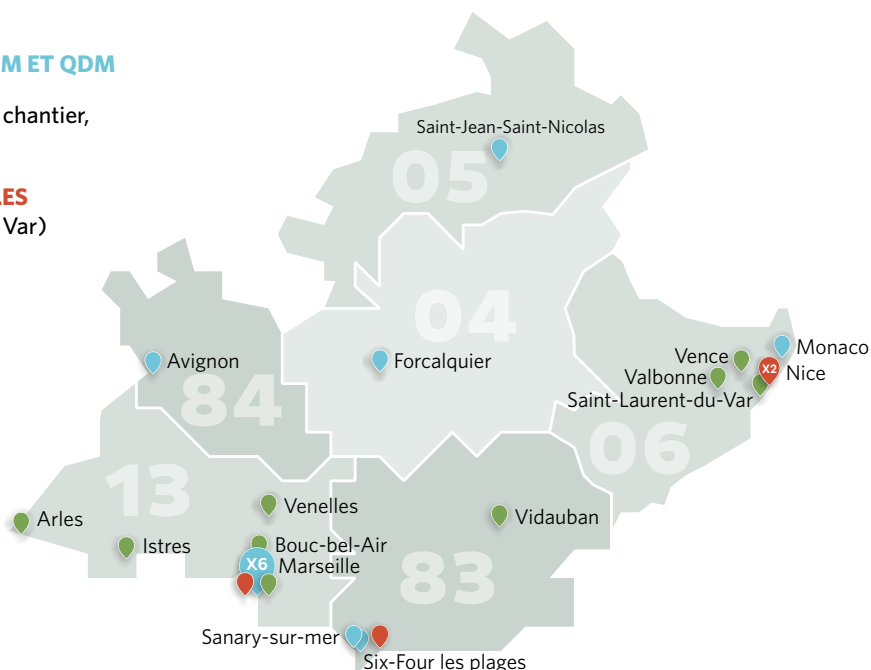 M ET QDM
chantier,
LES
Var)
Saint-Jean-Saint-Nicolas
05
04
Avignon
84
Forcalquier
Vence
Monaco
X2
Nice
Valbonne
Saint-Laurent-du-Var
06
13
Venelles
Arles
Vidauban
Istres
Bouc-bel-Air
X6
Marseille
83
Sanary-sur-mer
Six-Four les plages